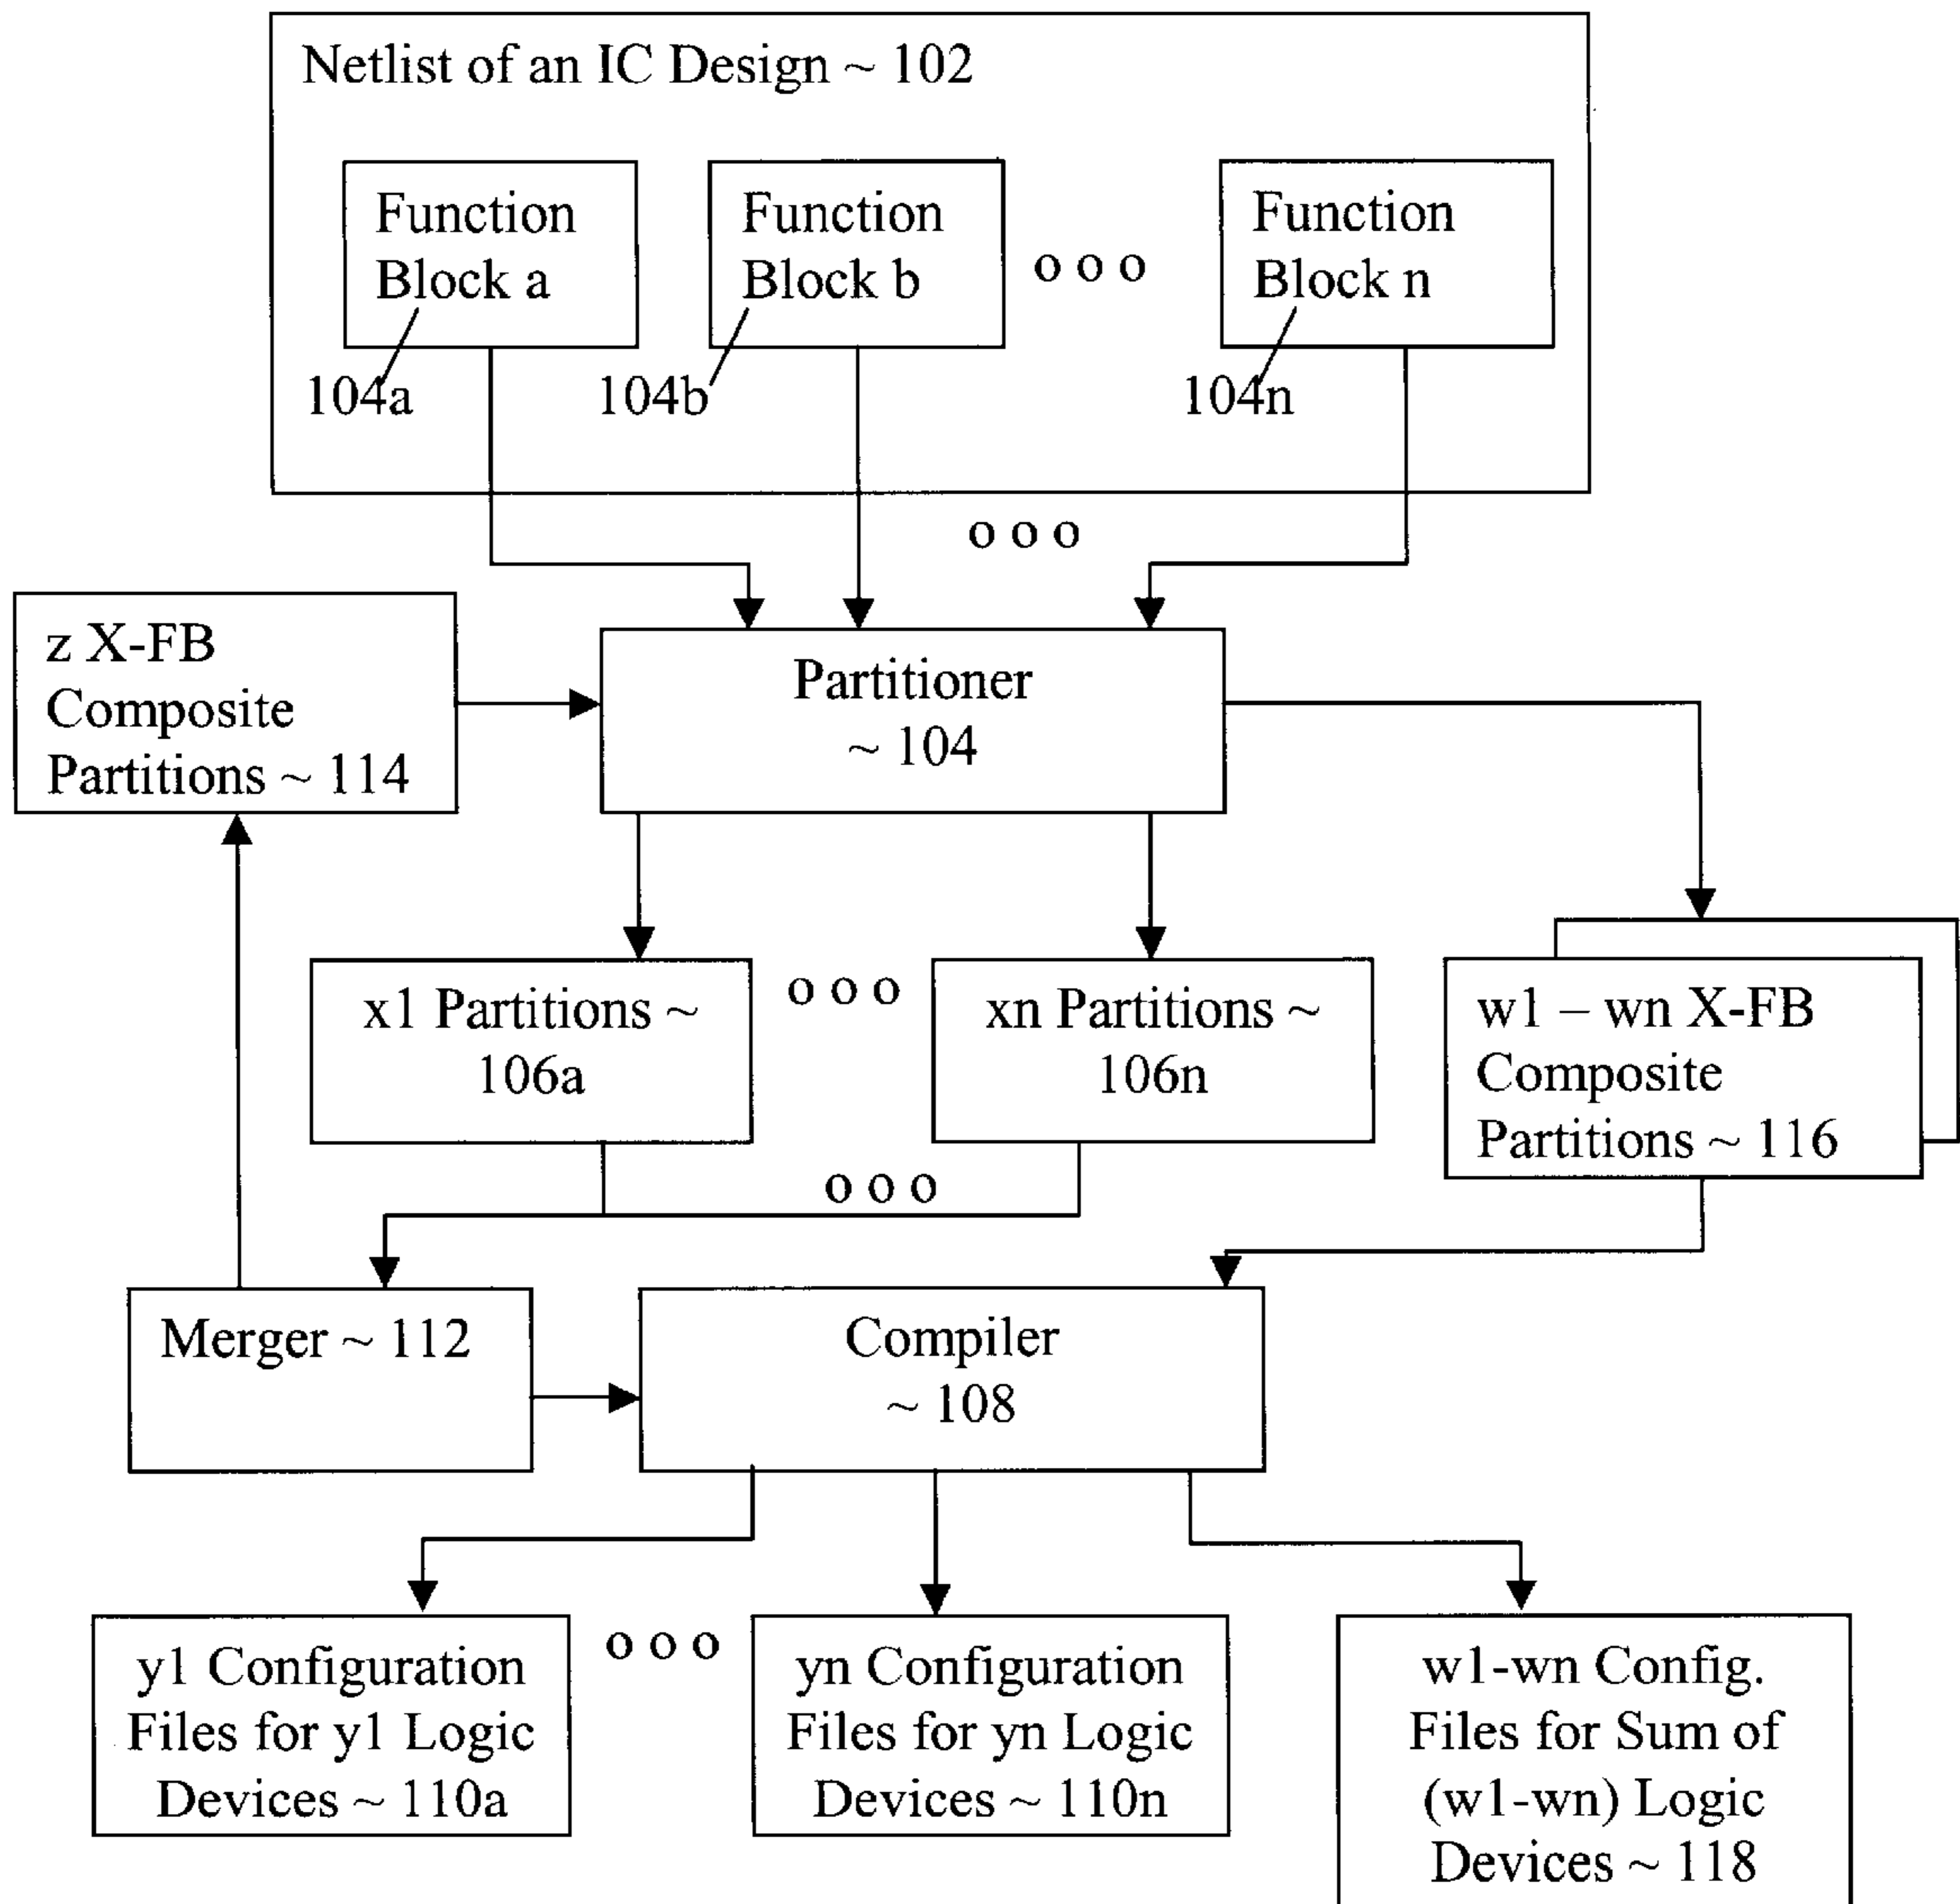 Netlist of an IC Design ~ 102
Function
Block a
Function
Block b
o o o
Function
Block n
104a
104b
104n
o o o
z X-FB
Composite
Partitions ~ 114
Partitioner
~ 104
x1 Partitions ~
106a
o o o
xn Partitions ~
106n
w1 – wn X-FB
Composite
Partitions ~ 116
o o o
Merger ~ 112
Compiler
~ 108
y1 Configuration
Files for y1 Logic
Devices ~ 110a
o o o
yn Configuration
Files for yn Logic
Devices ~ 110n
w1-wn Config.
Files for Sum of
(w1-wn) Logic
Devices ~ 118